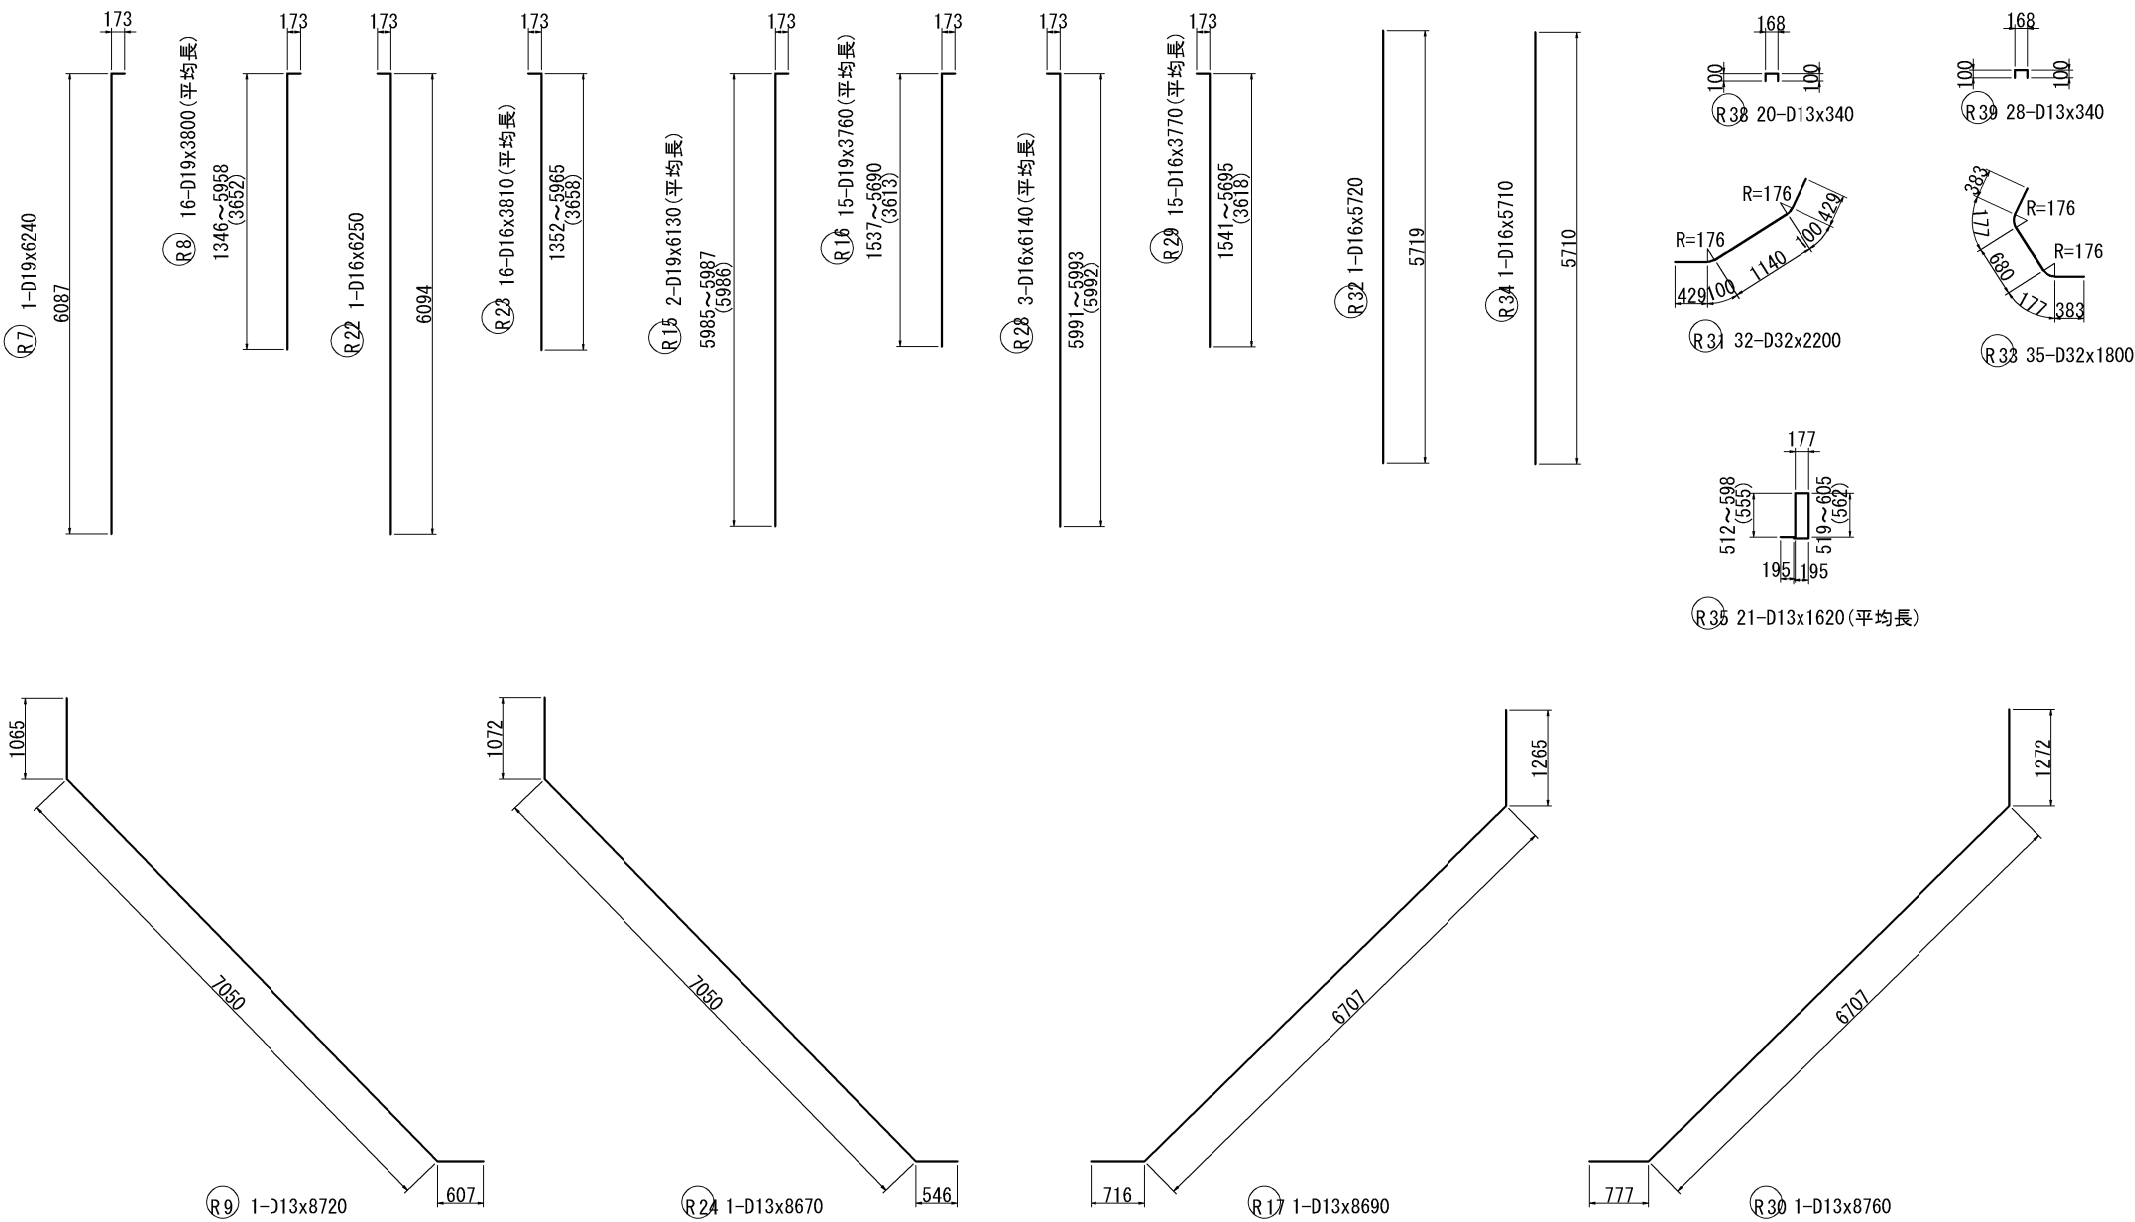 173
R7 1-D19x6240
6087
173
R8 16-D19x3800(平均長)
1346～5958
(3652)
173
R22 1-D16x6250
6094
173
R23 16-D16x3810(平均長)
1352～5965
(3658)
173
R15 2-D19x6130(平均長)
5985～5987
(5986)
173
R16 15-D19x3760(平均長)
1537～5690
(3613)
173
R28 3-D16x6140(平均長)
5991～5993
(5992)
173
R29 15-D16x3770(平均長)
1541～5695
(3618)
R32 1-D16x5720
5719
R34 1-D16x5710
5710
168
100
100
R38 20-D13x340
168
100
100
R39 28-D13x340
R=176
R=176
429
100
1140
100
429
R31 32-D32x2200
383
R=176
177
R=176
680
177
383
R33 35-D32x1800
177
512～598
(555)
519～605
(562)
195
195
R35 21-D13x1620(平均長)
1065
7050
607
R9 1-D13x8720
1072
7050
546
R24 1-D13x8670
1265
6707
716
R17 1-D13x8690
1272
6707
777
R30 1-D13x8760